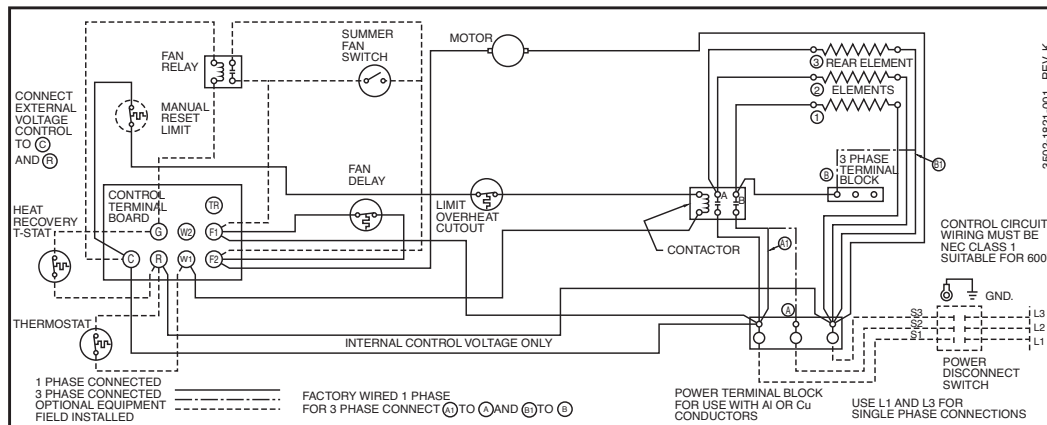 FAN
RELAY
SUMMER
FAN
SWITCH
MOTOR
3 REAR ELEMENT
2 ELEMENTS
1
3502-1821-001 REV. K
CONNECT
EXTERNAL
VOLTAGE
CONTROL
TO C
AND R
MANUAL
RESET
LIMIT
FAN
DELAY
LIMIT
OVERHEAT
CUTOUT
A
B
CONTACTOR
B
3 PHASE
TERMINAL
BLOCK
B1
CONTROL
TERMINAL
BOARD
TR
G
W2
F1
C
R
W1
F2
HEAT
RECOVERY
T-STAT
THERMOSTAT
A1
A
CONTROL CIRCUIT
WIRING MUST BE
NEC CLASS 1
SUITABLE FOR 600
GND.
S3
S2
S1
L3
L2
L1
POWER
DISCONNECT
SWITCH
INTERNAL CONTROL VOLTAGE ONLY
1 PHASE CONNECTED
3 PHASE CONNECTED
OPTIONAL EQUIPMENT
FIELD INSTALLED
FACTORY WIRED 1 PHASE
FOR 3 PHASE CONNECT A1 TO A AND B1 TO B
POWER TERMINAL BLOCK
FOR USE WITH Al OR Cu
CONDUCTORS
USE L1 AND L3 FOR
SINGLE PHASE CONNECTIONS